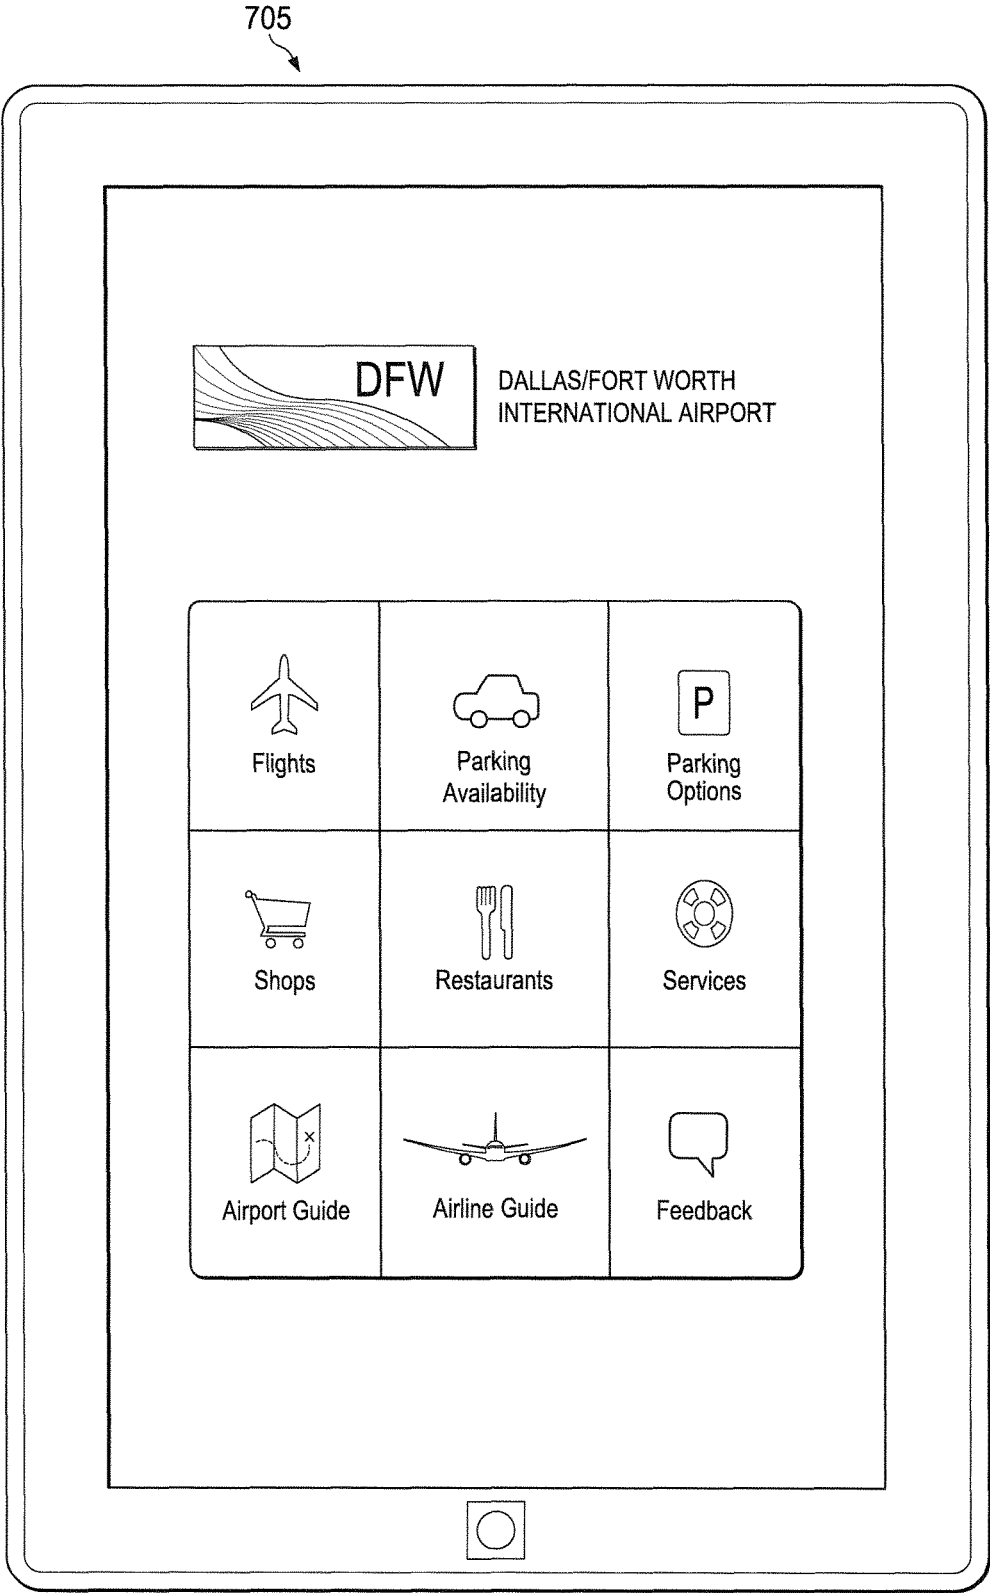 705
DFW
DALLAS/FORT WORTH
INTERNATIONAL AIRPORT
Flights
Parking
Availability
P
Parking
Options
Shops
Restaurants
Services
Airport Guide
Airline Guide
Feedback